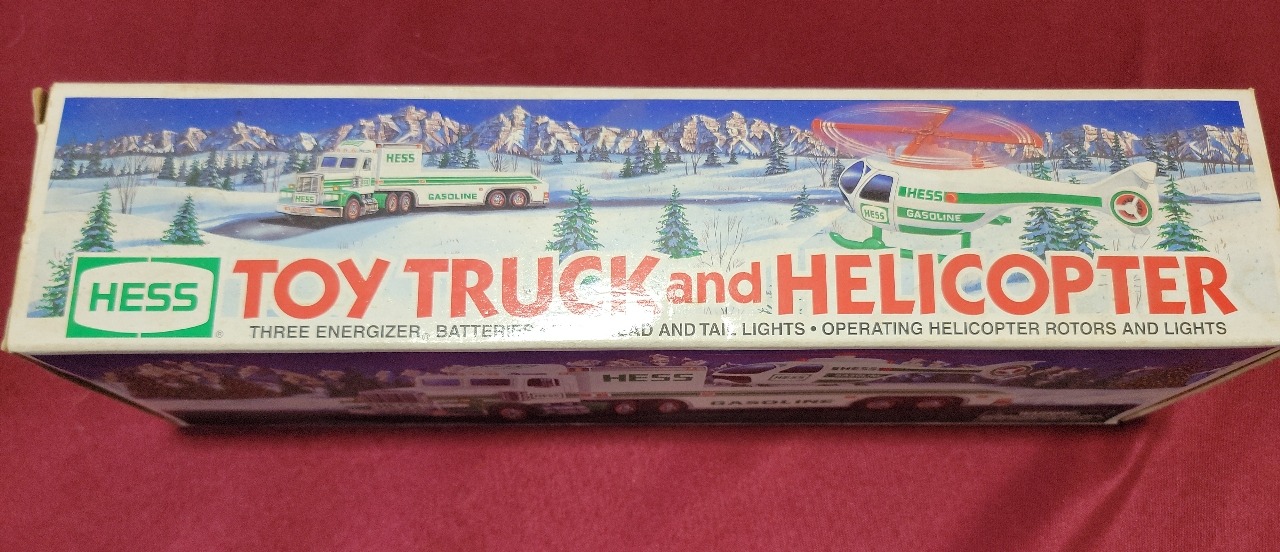 HESS
HESS
GASOLINE
HESS
HESS
GASOLINE
HESS
HESS ®
TOY TRUCK and HELICOPTER
THREE ENERGIZER® BATTERIES • AND TAIL LIGHTS • OPERATING HELICOPTER ROTORS AND LIGHTS
HESS
GASOLINE